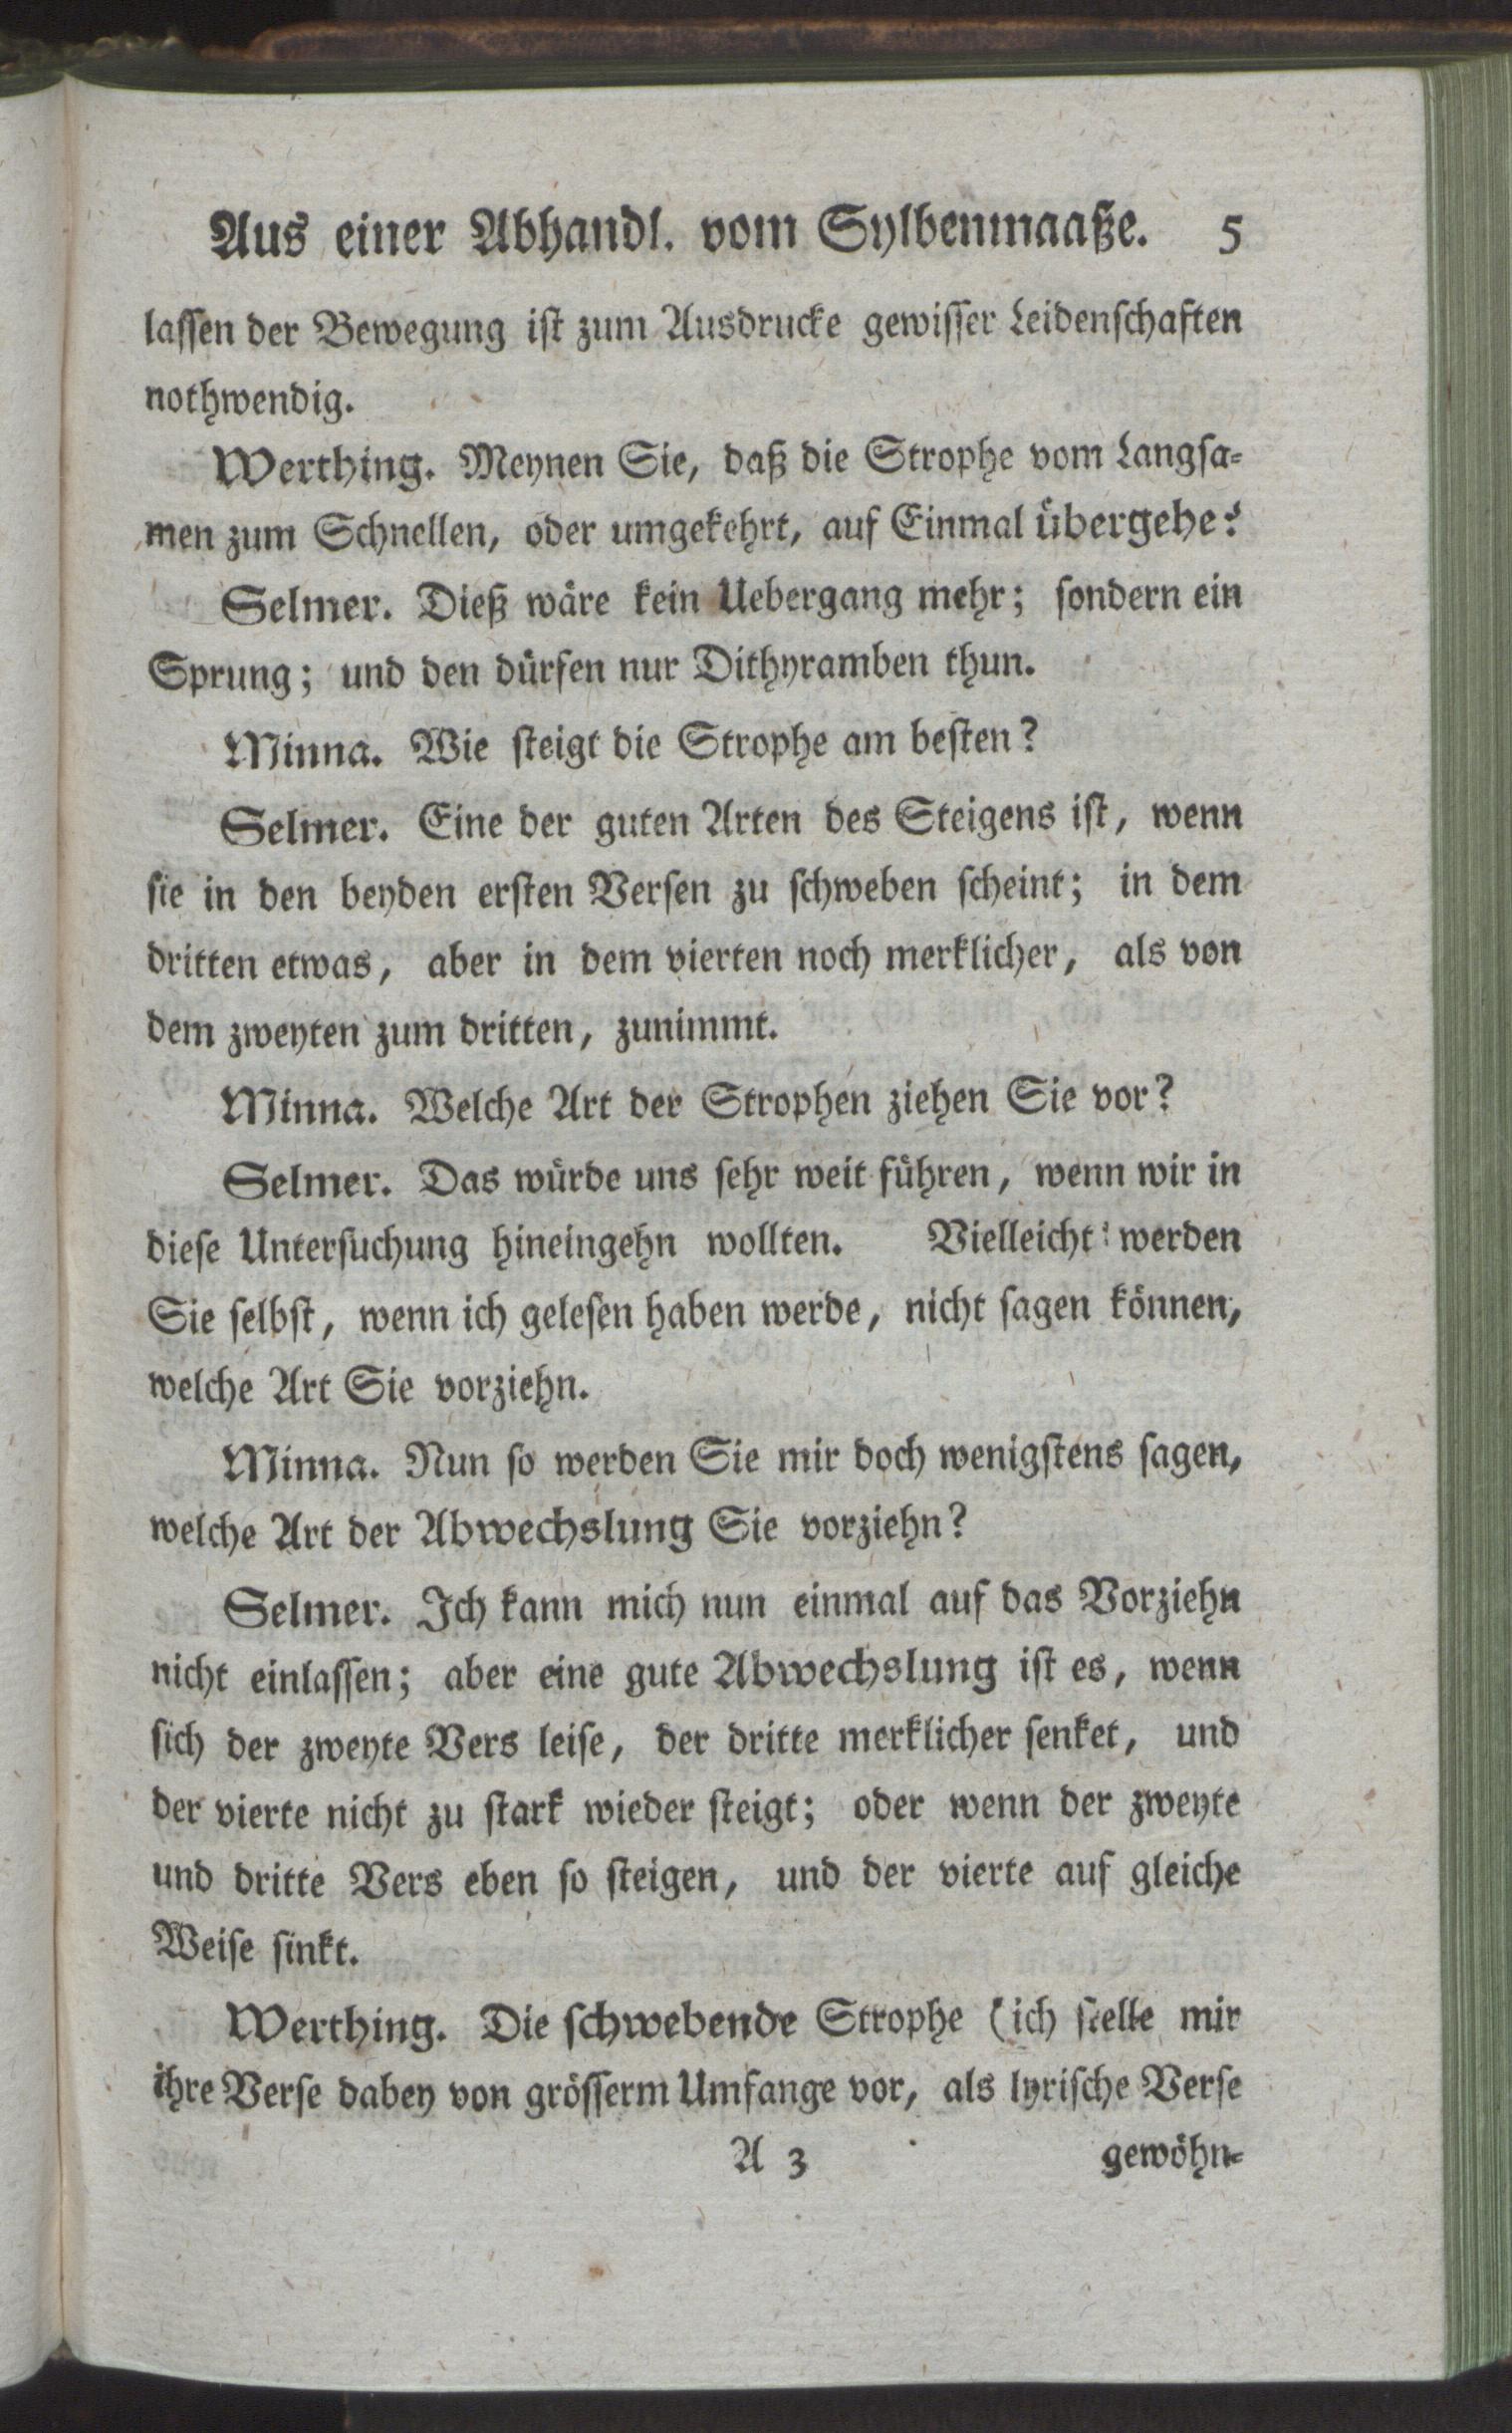 Aus einer Abhandl. vom Sylbenmaaße. 5
lassen der Bewegung ist zum Ausdrucke gewisser Leidenschaften
nothwendig.
Werthing. Meynen Sie, daß die Strophe vom Langsa-
men zum Schnellen, oder umgekehrt, auf Einmal übergehe?
Selmer. Dieß wäre kein Uebergang mehr; sondern ein
Sprung; und den dürfen nur Dithyramben thun.
Minna. Wie steigt die Strophe am besten?
Selmer. Eine der guten Arten des Steigens ist, wenn
sie in den beyden ersten Versen zu schweben scheint; in dem
dritten etwas, aber in dem vierten noch merklicher, als von
dem zweyten zum dritten, zunimmt.
Minna. Welche Art der Strophen ziehen Sie vor?
Selmer. Das würde uns sehr weit führen, wenn wir in
diese Untersuchung hineingehn wollten. Vielleicht werden
Sie selbst, wenn ich gelesen haben werde, nicht sagen können,
welche Art Sie vorziehn.
Minna. Nun so werden Sie mir doch wenigstens sagen,
welche Art der Abwechslung Sie vorziehn?
Selmer. Ich kann mich nun einmal auf das Vorziehn
nicht einlassen; aber eine gute Abwechslung ist es, wenn
sich der zweyte Vers leise, der dritte merklicher senket, und
der vierte nicht zu stark wieder steigt; oder wenn der zweyte
und dritte Vers eben so steigen, und der vierte auf gleiche
Weise sinkt.
Werthing. Die schwebende Strophe (ich stelle mir
ihre Verse dabey von grösserm Umfange vor, als lyrische Verse
A 3 gewöhn-